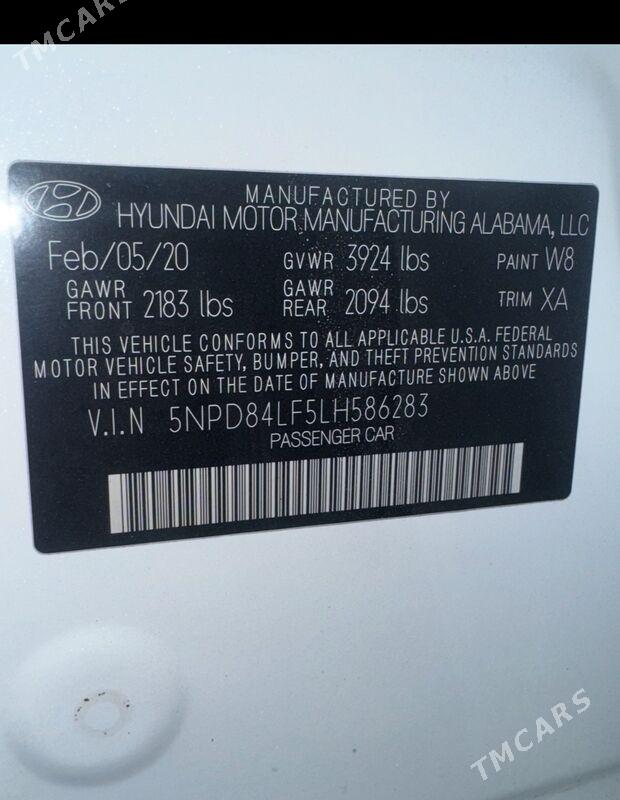 TMCARS
MANUFACTURED BY
HYUNDAI MOTOR MANUFACTURING ALABAMA, LLC
Feb/05/20 GVWR 3924 lbs PAINT W8
GAWR FRONT 2183 lbs GAWR REAR 2094 lbs TRIM XA
THIS VEHICLE CONFORMS TO ALL APPLICABLE U.S.A. FEDERAL
MOTOR VEHICLE SAFETY, BUMPER, AND THEFT PREVENTION STANDARDS
IN EFFECT ON THE DATE OF MANUFACTURE SHOWN ABOVE
V.I.N 5NPD84LF5LH586283
PASSENGER CAR
TMCARS